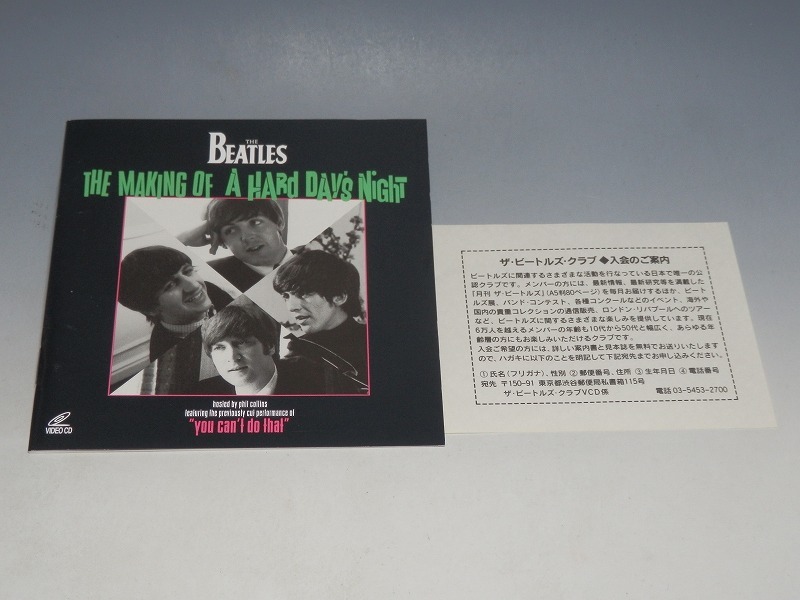 THE
BEATLES
THE MAKING OF A HARD DAY'S NIGHT
hosted by phil collins
featuring the previously cut performance of
"you can't do that"
VIDEO CD
ザ・ビートルズ・クラブ ◆入会のご案内
ビートルズに関連するさまざまな活動を行なっている日本で唯一の公
認クラブです。メンバーの方には、最新情報、最新研究等を満載した
「月刊 ザ・ビートルズ」(A5判80ページ)を毎月お届けするほか、ビート
ルズ展、バンド・コンテスト、各種コンクールなどのイベント、海外や
国内の貴重コレクションの通信販売、ロンドン・リバプールへのツアー
など、ビートルズに関するさまざまな楽しみを提供しています。現在
6万人を越えるメンバーの年齢も10代から50代と幅広く、あらゆる年
齢層の方にもお楽しみいただけるクラブです。
入会ご希望の方には、詳しい案内書と見本誌を無料でお送りいたします
ので、ハガキに以下のことを明記して下記宛先までお申し込みください。
①氏名(フリガナ)、性別 ②郵便番号、住所 ③生年月日 ④電話番号
宛先 〒150-91 東京都渋谷郵便局私書箱115号
ザ・ビートルズ・クラブVCD係 電話 03-5453-2700